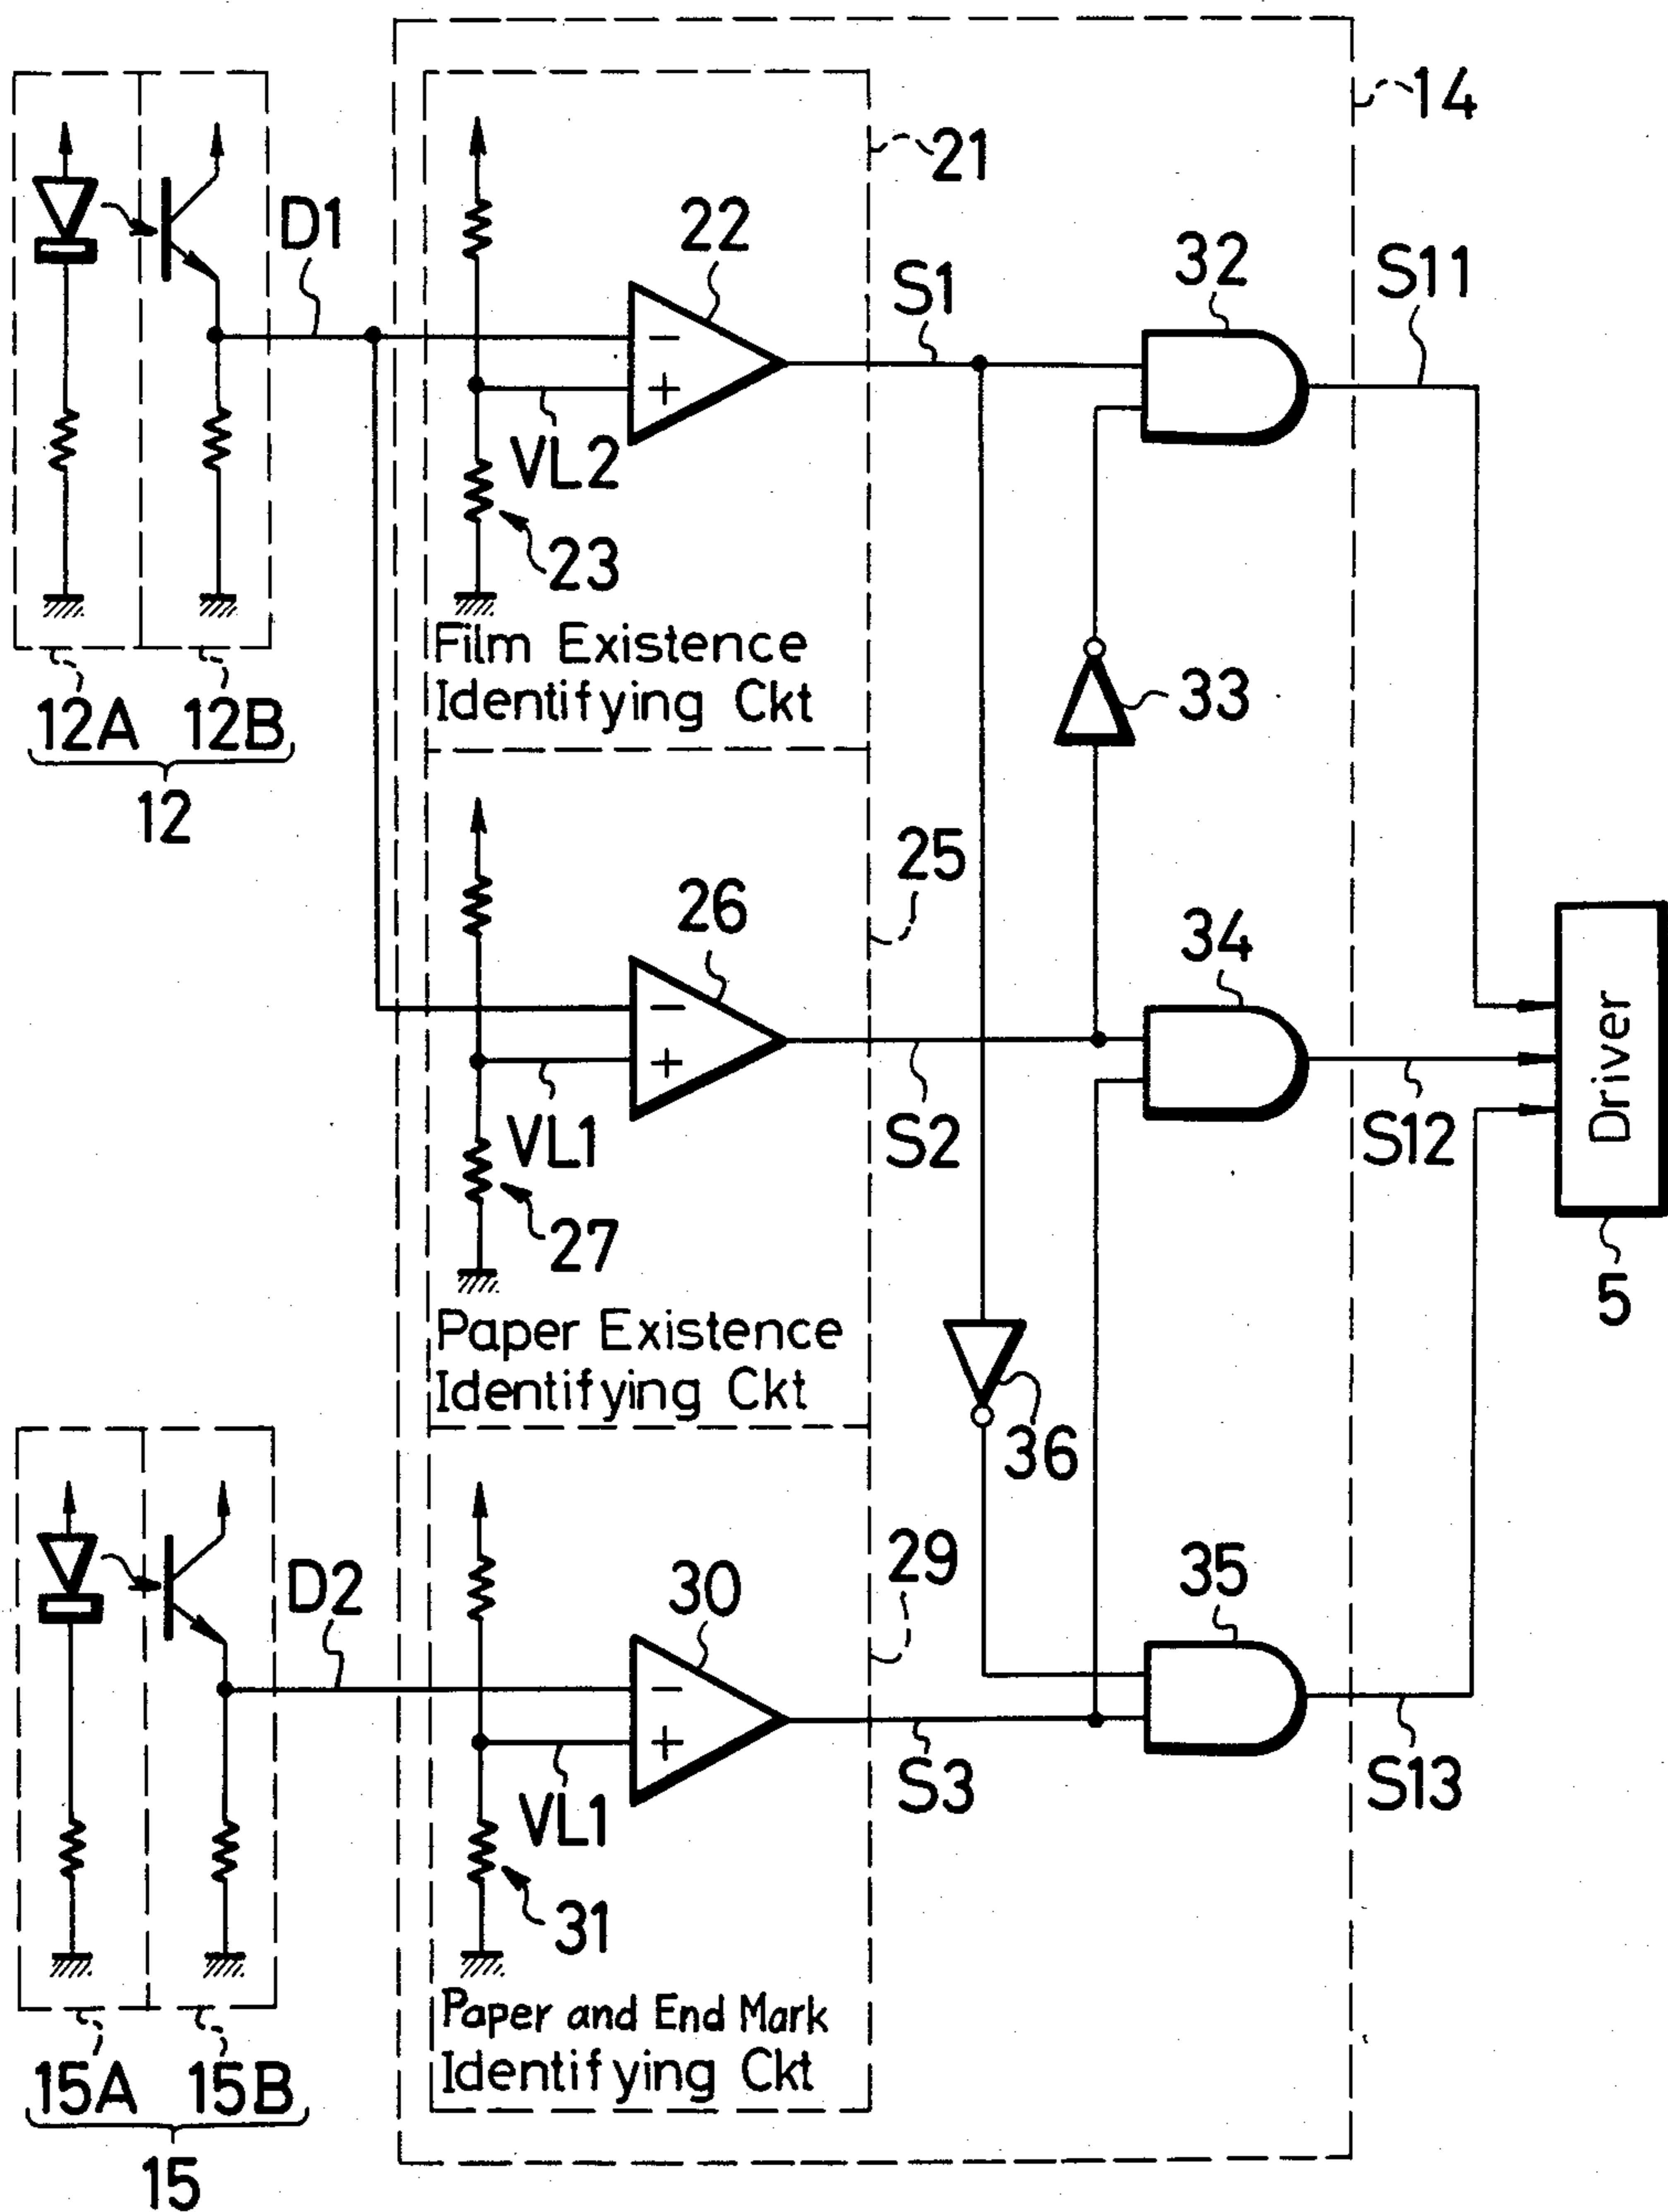 14
21
D1
22
S1
32
S11
-
+
VL2
23
Film Existence
Identifying Ckt
12A
12B
12
33
25
26
34
-
+
VL1
S2
S12
Driver
5
27
Paper Existence
Identifying Ckt
36
29
D2
30
35
-
+
VL1
S3
S13
31
Paper and End Mark
Identifying Ckt
15A
15B
15